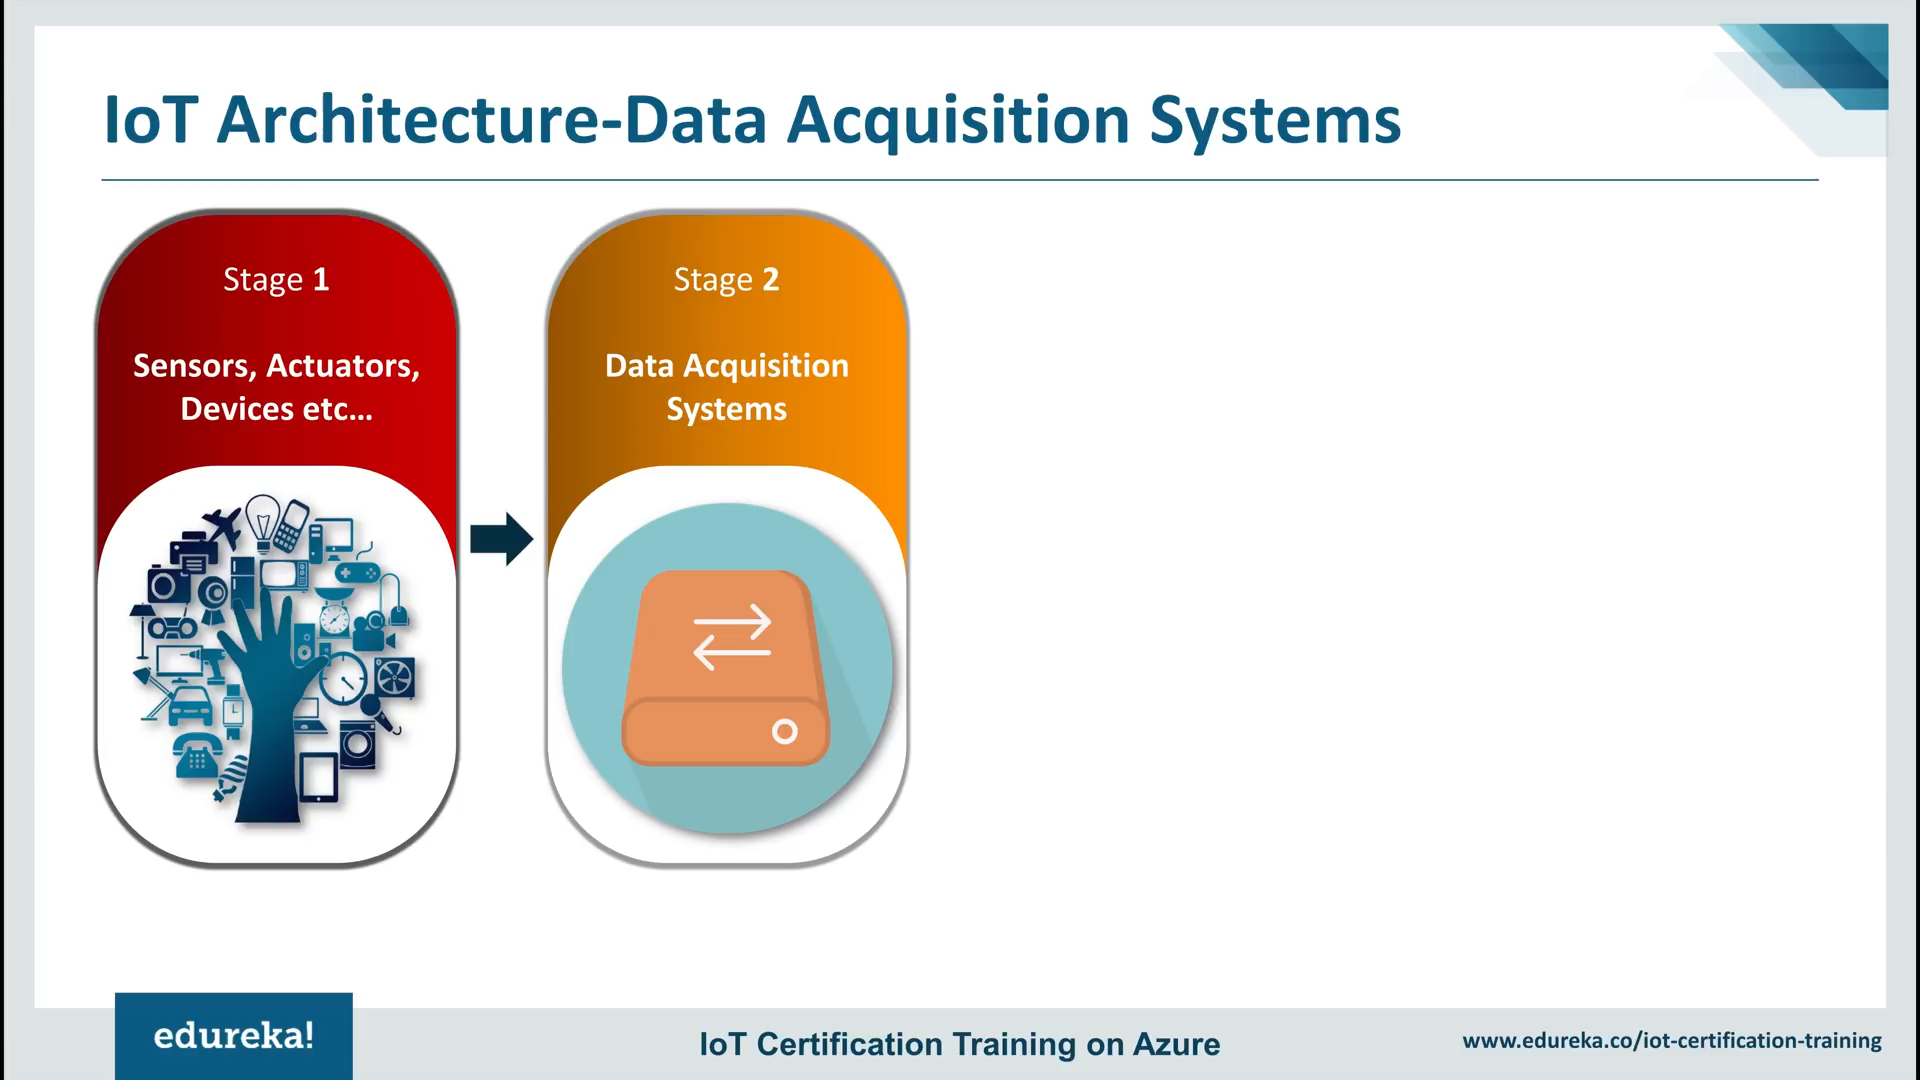 IoT Architecture-Data Acquisition Systems
Stage 1
Sensors, Actuators,
Devices etc...
Stage 2
Data Acquisition
Systems
edureka!
IoT Certification Training on Azure
www.edureka.co/iot-certification-training